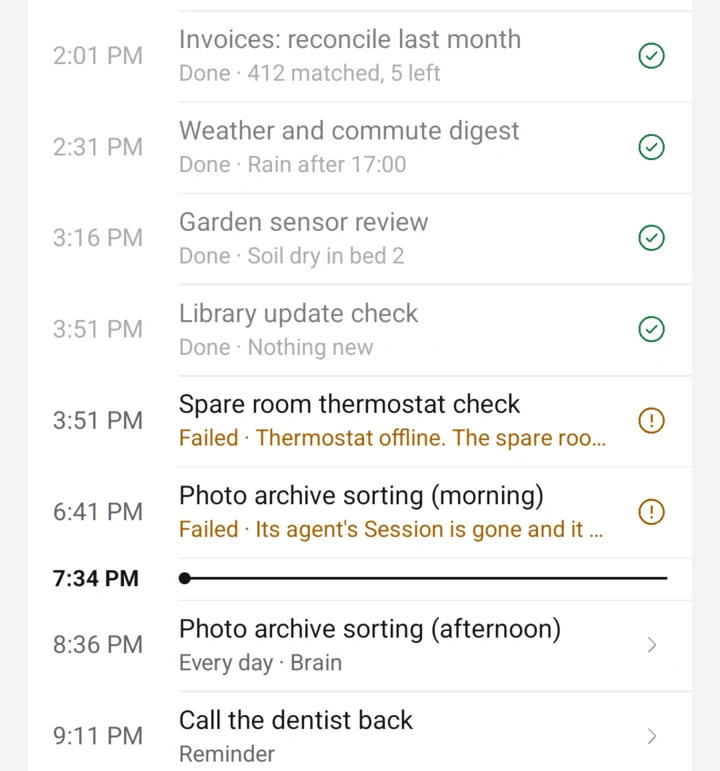 2:01 PM
Invoices: reconcile last month
Done · 412 matched, 5 left
2:31 PM
Weather and commute digest
Done · Rain after 17:00
3:16 PM
Garden sensor review
Done · Soil dry in bed 2
3:51 PM
Library update check
Done · Nothing new
3:51 PM
Spare room thermostat check
Failed · Thermostat offline. The spare roo…
6:41 PM
Photo archive sorting (morning)
Failed · Its agent's Session is gone and it …
7:34 PM
8:36 PM
Photo archive sorting (afternoon)
Every day · Brain
9:11 PM
Call the dentist back
Reminder